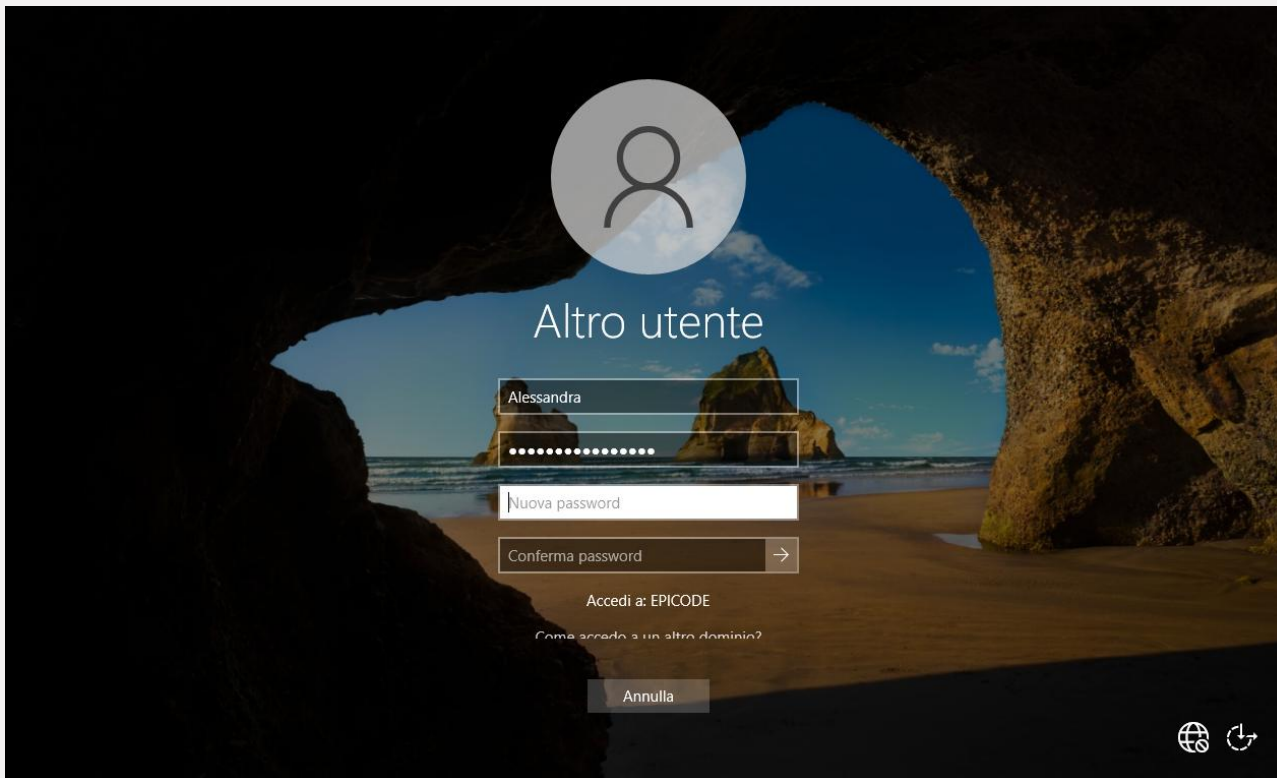 Altro utente
Alessandra
Nuova password
Conferma password
Accedi a: EPICODE
Come accedo a un altro dominio?
Annulla